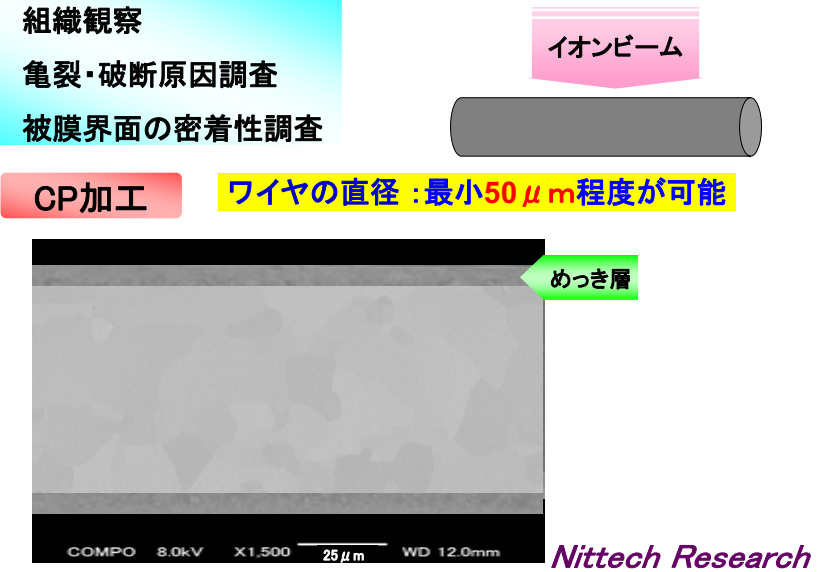 組織観察
亀裂・破断原因調査
被膜界面の密着性調査
イオンビーム
CP加工
ワイヤの直径：最小50μm程度が可能
めっき層
COMPO 8.0kV X1,500 25μm WD 12.0mm
Nittech Research